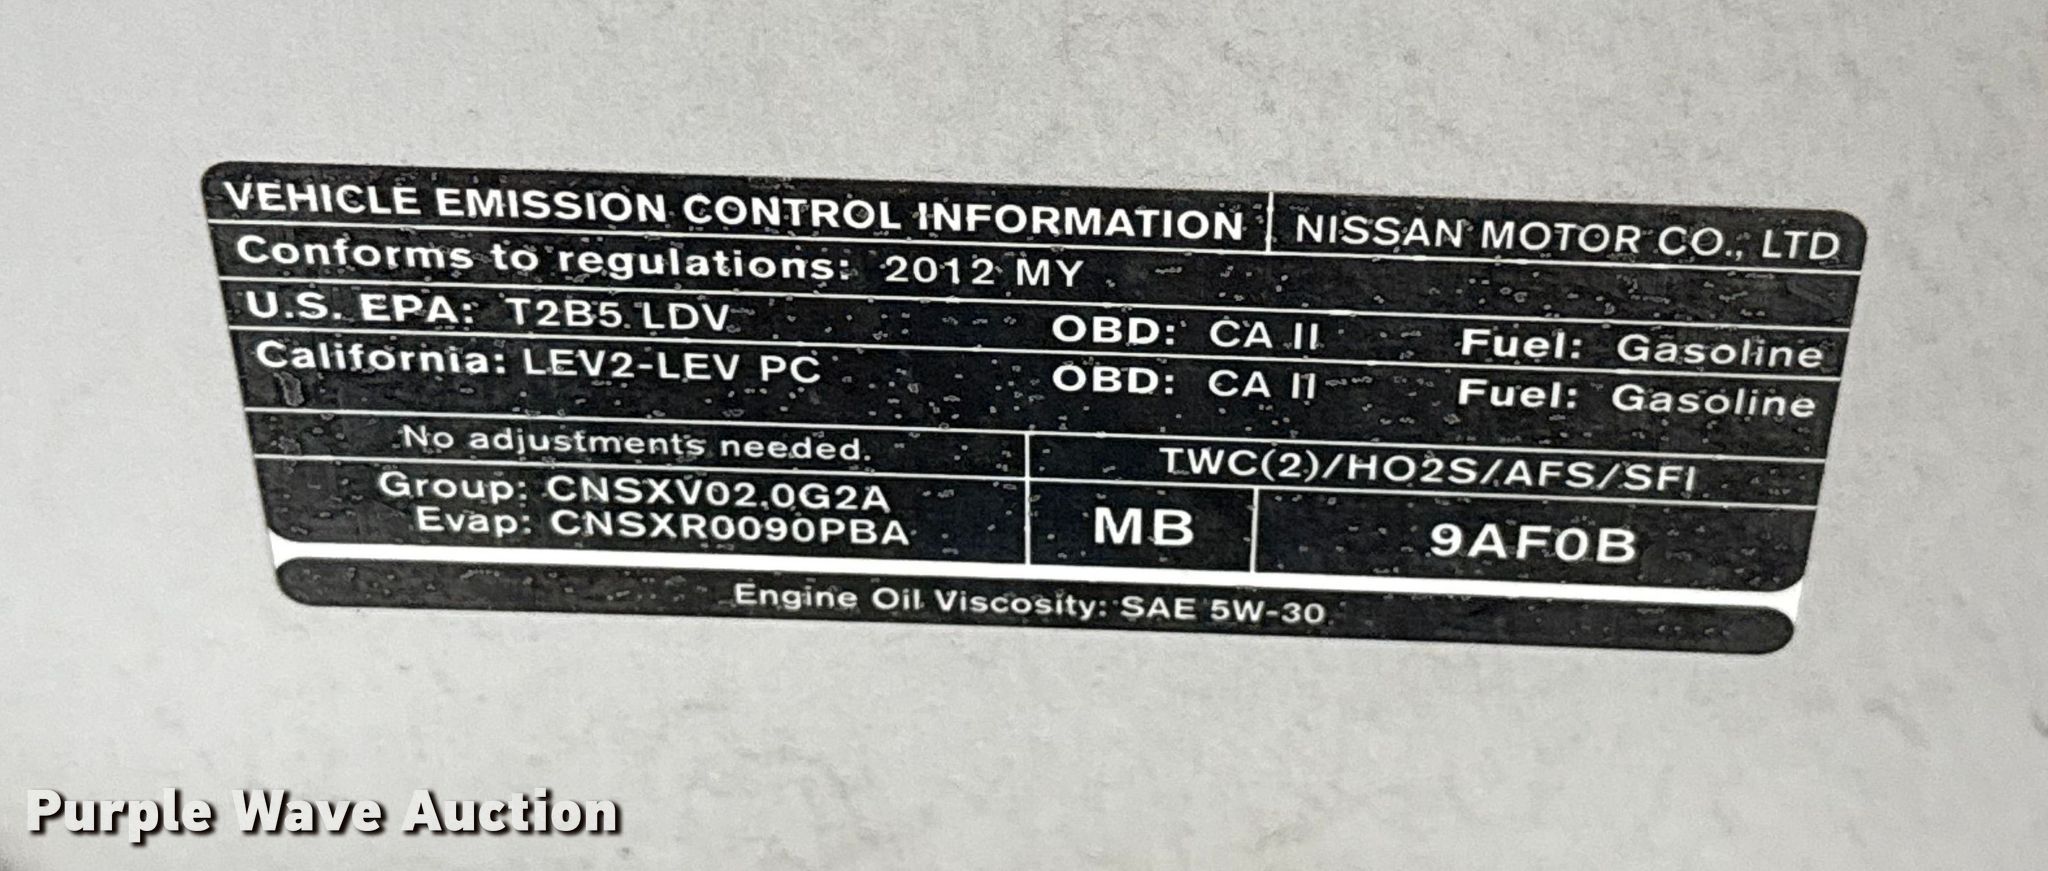 VEHICLE EMISSION CONTROL INFORMATION NISSAN MOTOR CO., LTD
Conforms to regulations: 2012 MY
U.S. EPA: T2B5 LDV OBD: CA II Fuel: Gasoline
California: LEV2-LEV PC OBD: CA II Fuel: Gasoline
No adjustments needed. TWC(2)/HO2S/AFS/SFI
Group: CNSXV02.0G2A
Evap: CNSXR0090PBA MB 9AF0B
Engine Oil Viscosity: SAE 5W-30
Purple Wave Auction